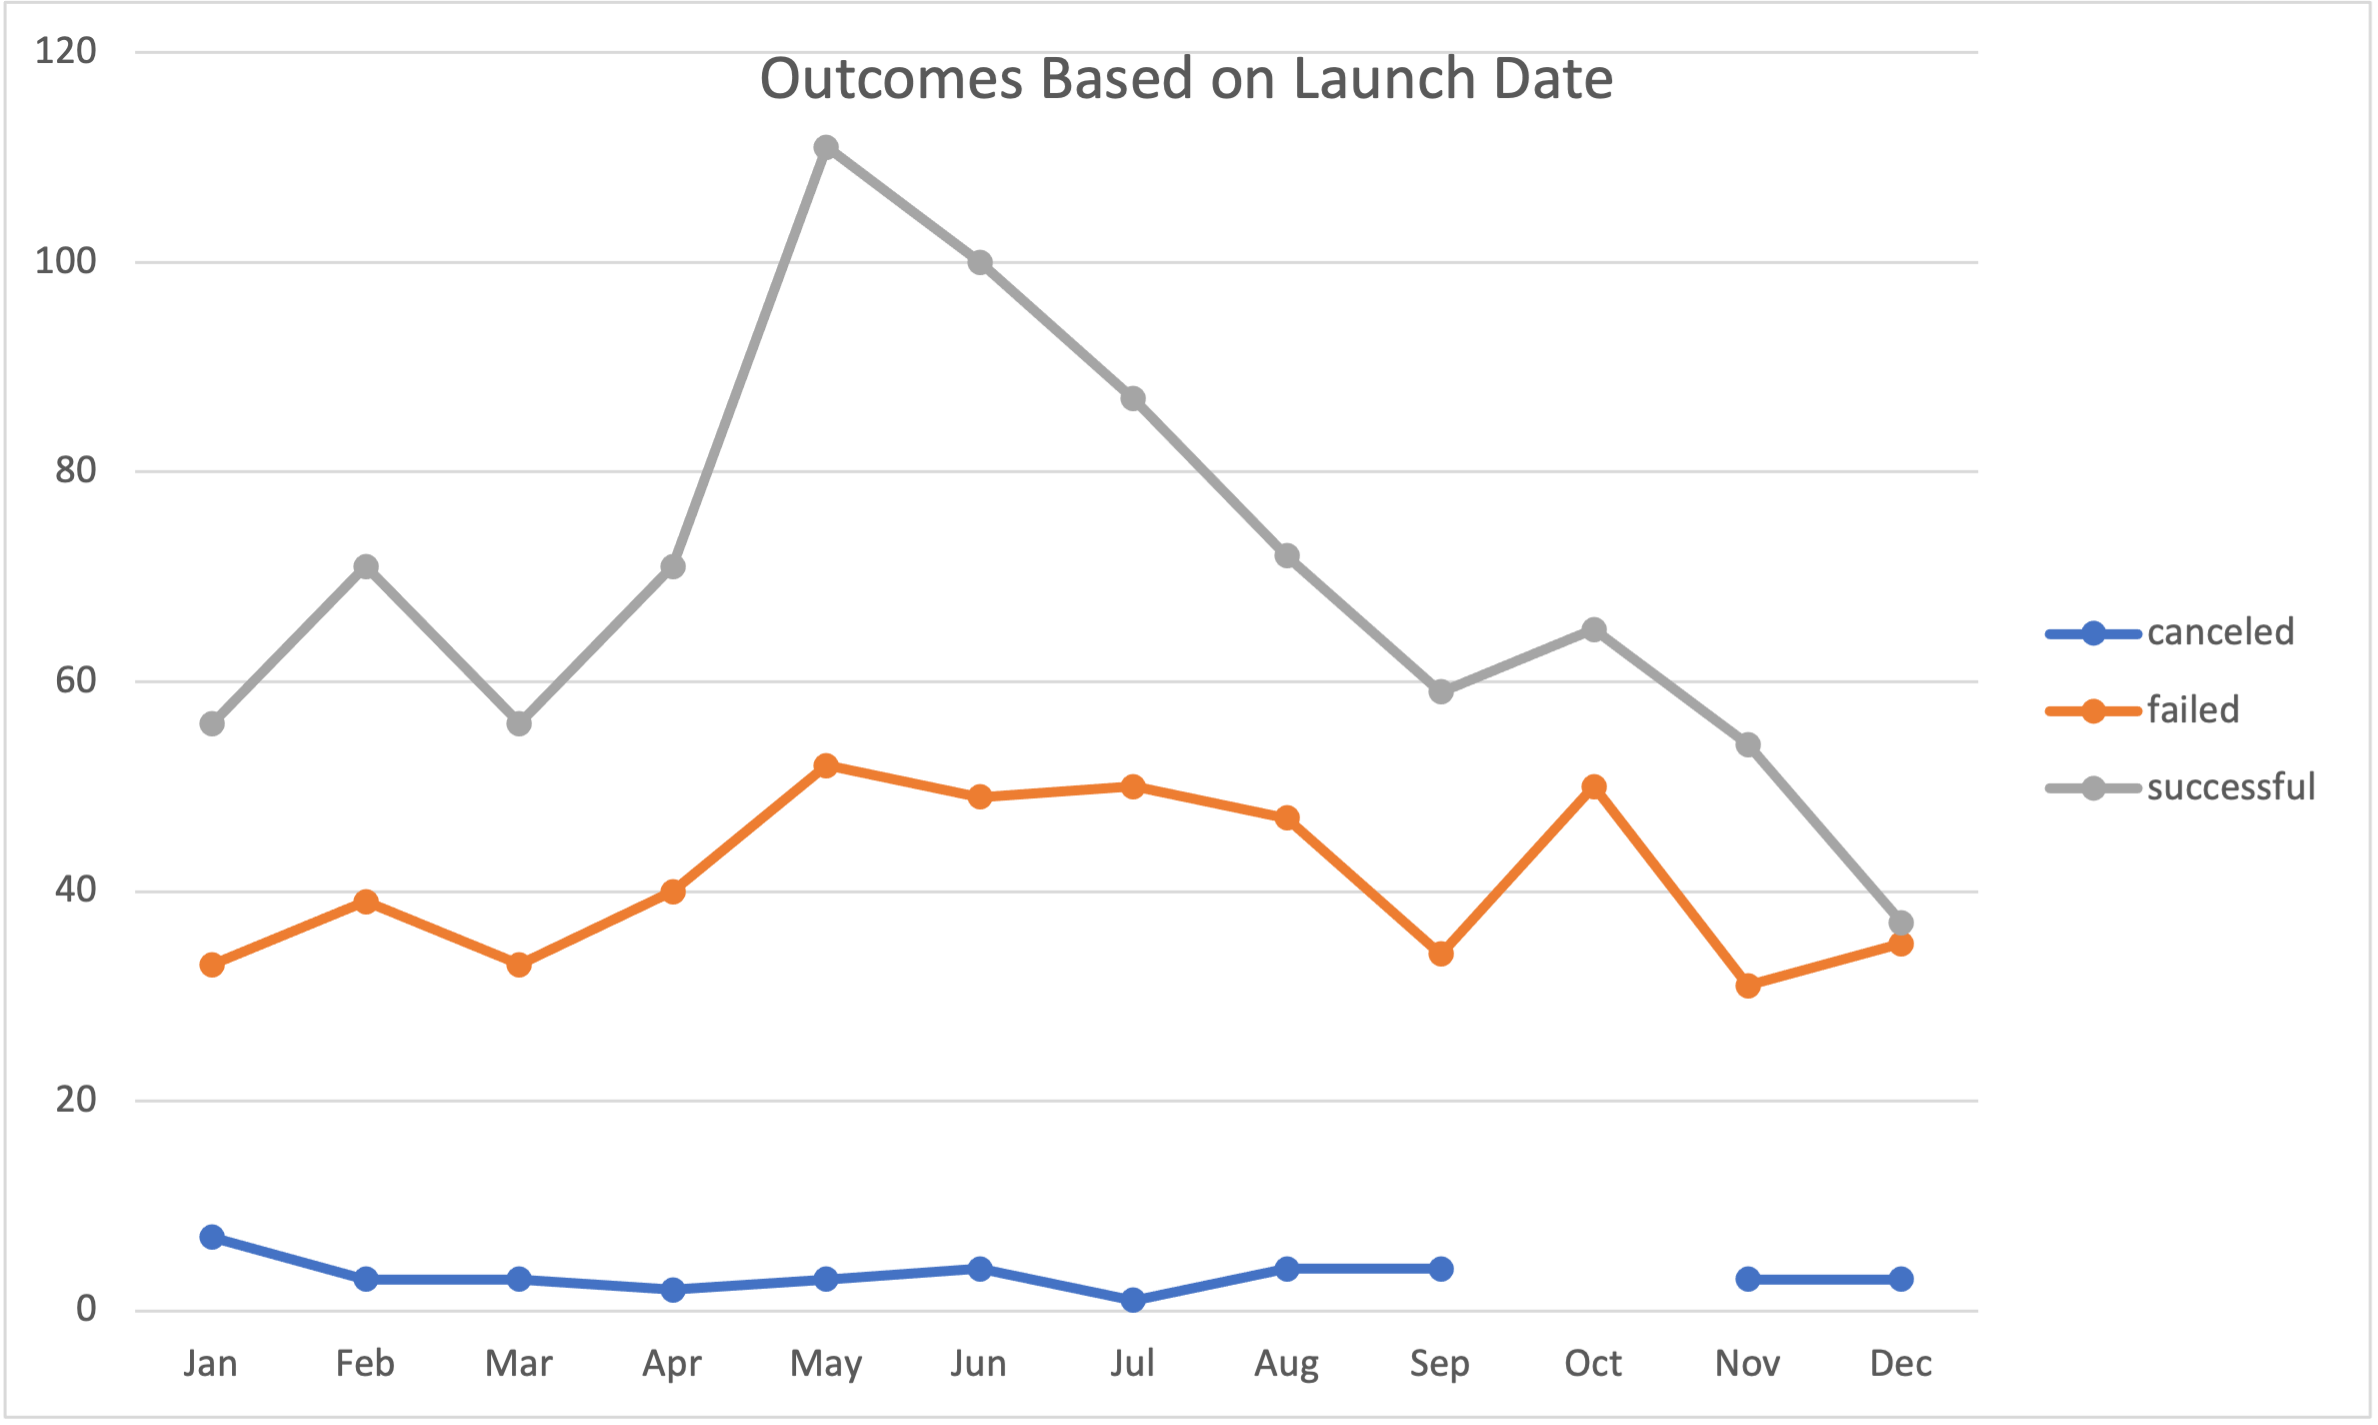 Outcomes Based on Launch Date
120
100
80
60
40
20
0
Jan Feb Mar Apr May Jun Jul Aug Sep Oct Nov Dec
canceled
failed
successful